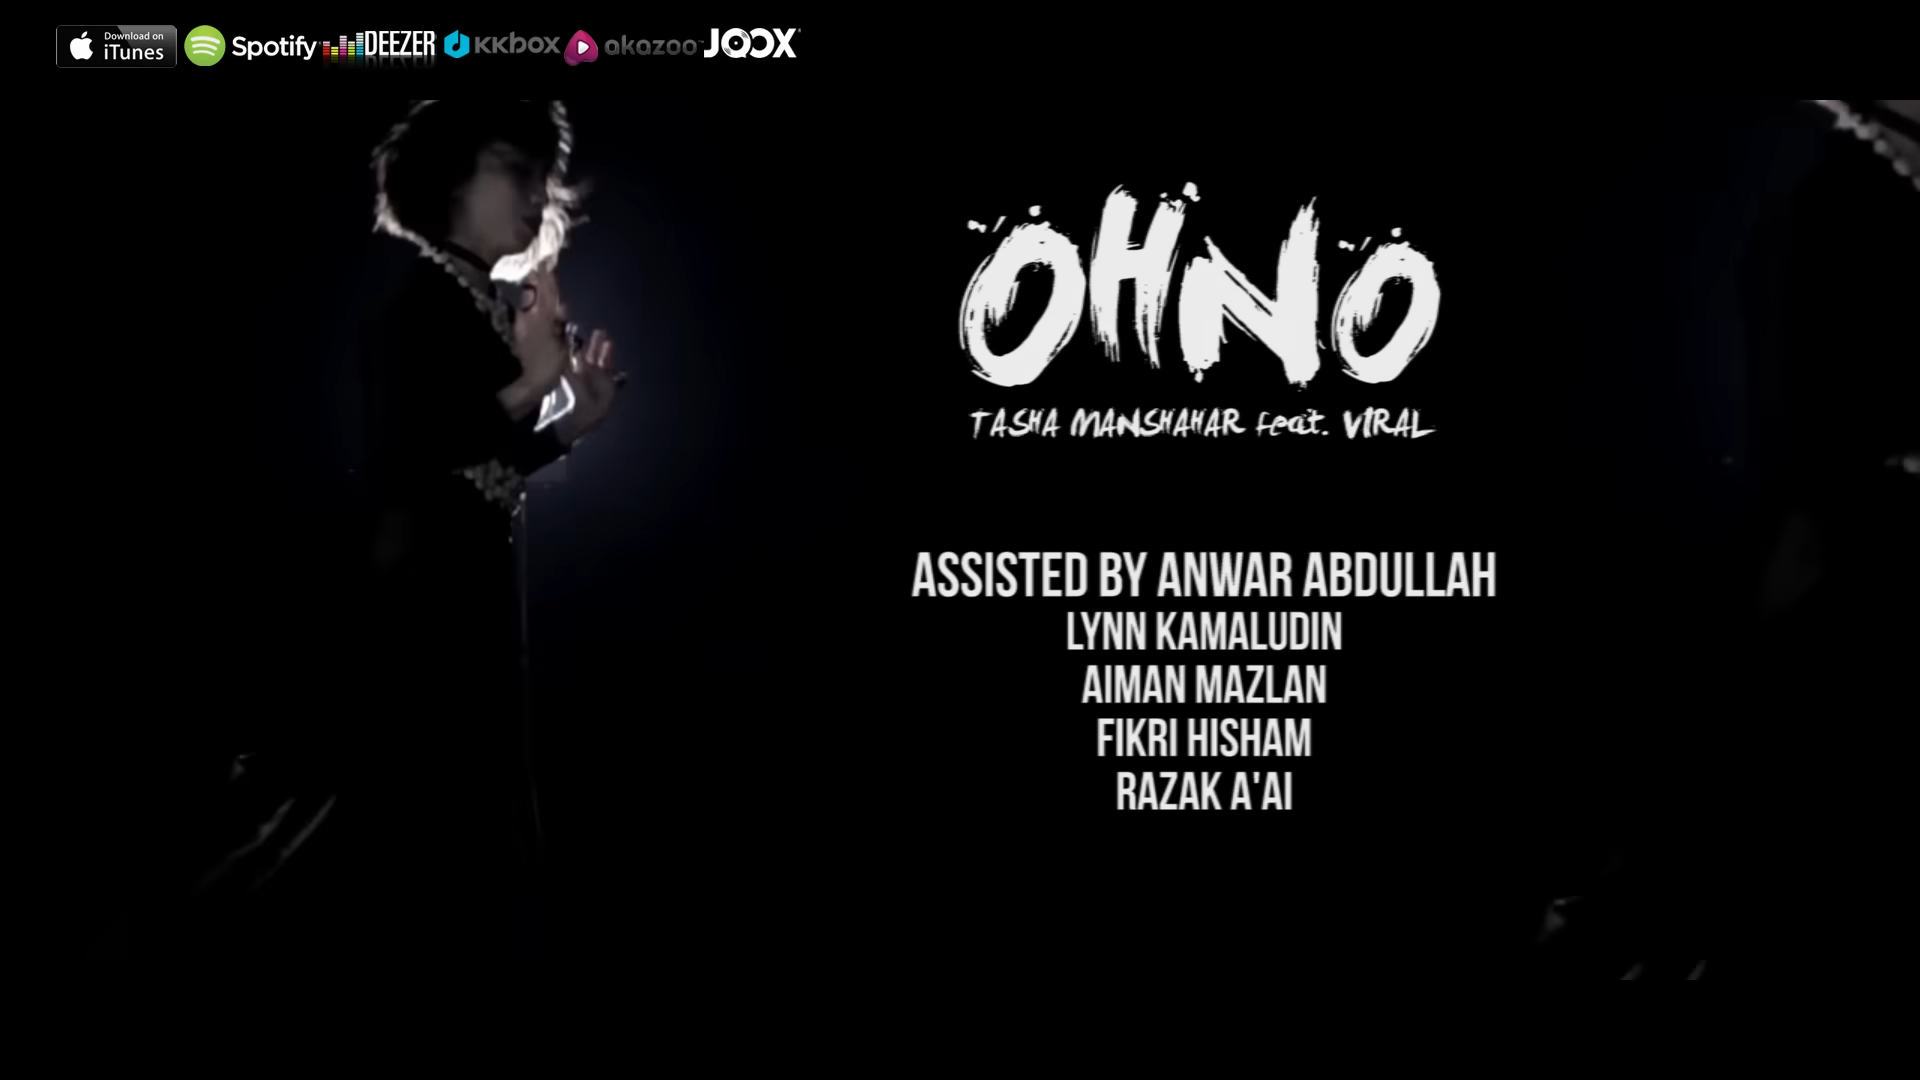 Download on
iTunes
Spotify
DEEZER
KKBOX
akazoo
JOOX
OHNO
TASHA MANSHAHAR feat. VIRAL
ASSISTED BY ANWAR ABDULLAH
LYNN KAMALUDIN
AIMAN MAZLAN
FIKRI HISHAM
RAZAK A'AI